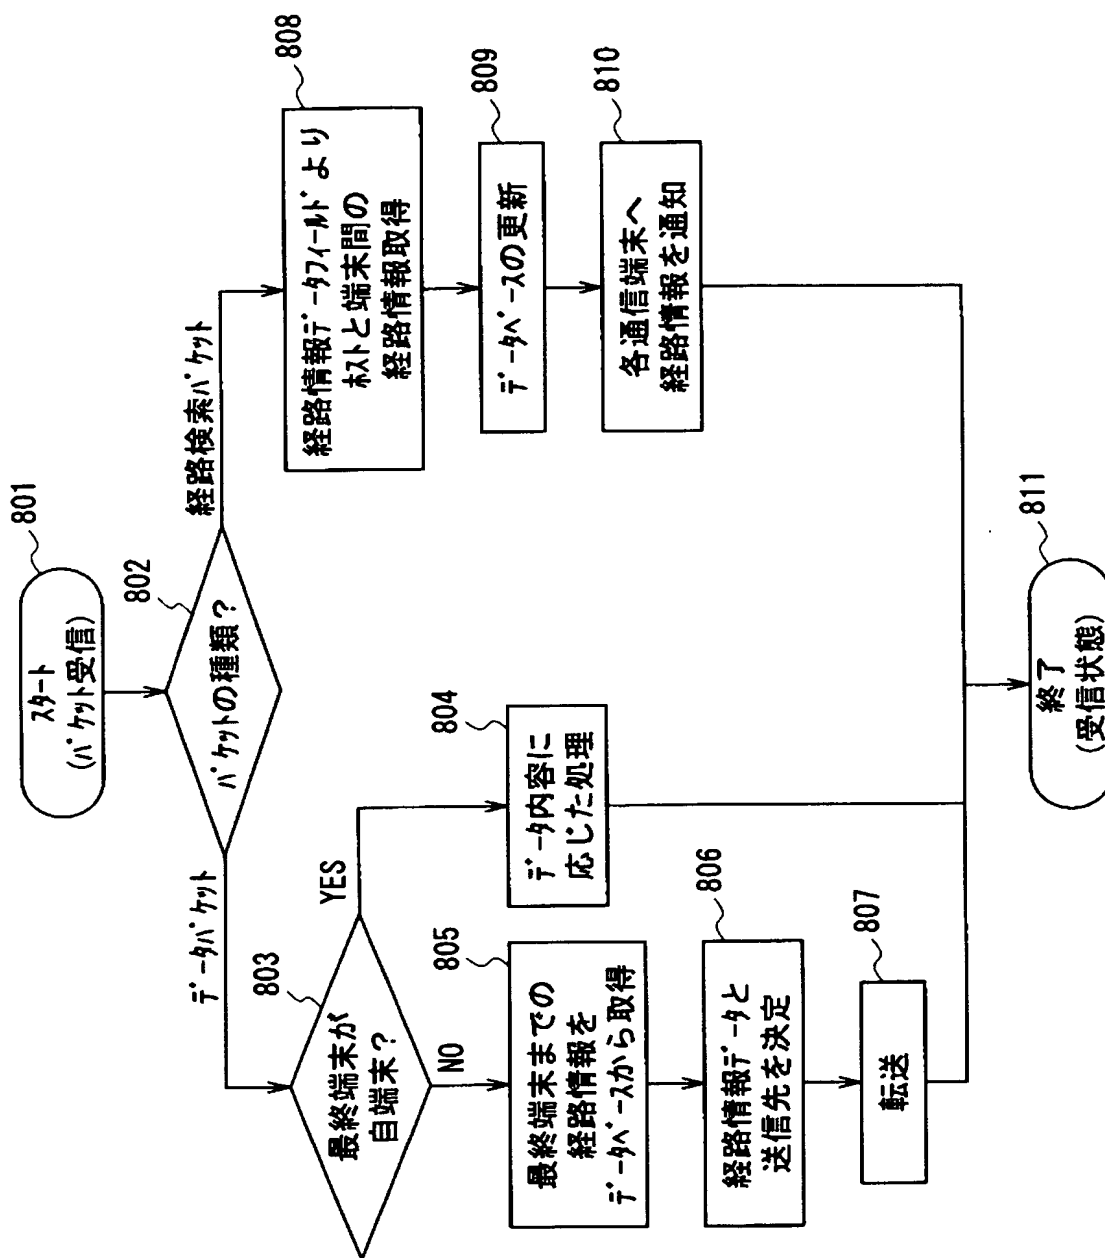 801
スタート
(パケット受信)
802
パケットの種類?
データパケット
経路検索パケット
803
最終端末が
自端末?
YES
NO
804
データ内容に
応じた処理
805
最終端末までの
経路情報を
データベースから取得
806
経路情報データと
送信先を決定
807
転送
808
経路情報データフィールドより
ホストと端末間の
経路情報取得
809
データベースの更新
810
各通信端末へ
経路情報を通知
811
終了
(受信状態)